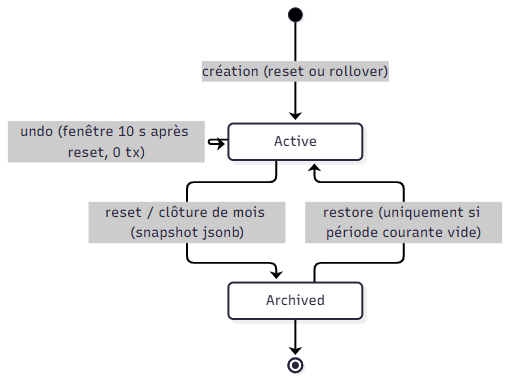 création (reset ou rollover)
undo (fenêtre 10 s après
reset, 0 tx)
Active
reset / clôture de mois
(snapshot jsonb)
restore (uniquement si
période courante vide)
Archived